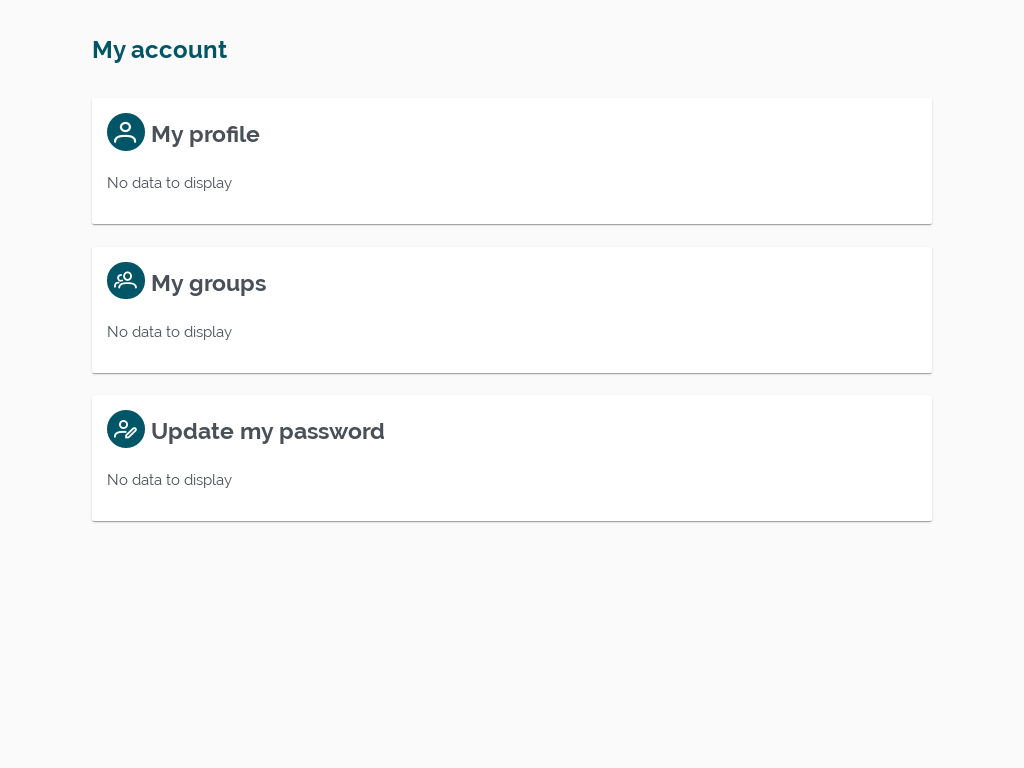 My account
My profile
No data to display
My groups
No data to display
Update my password
No data to display